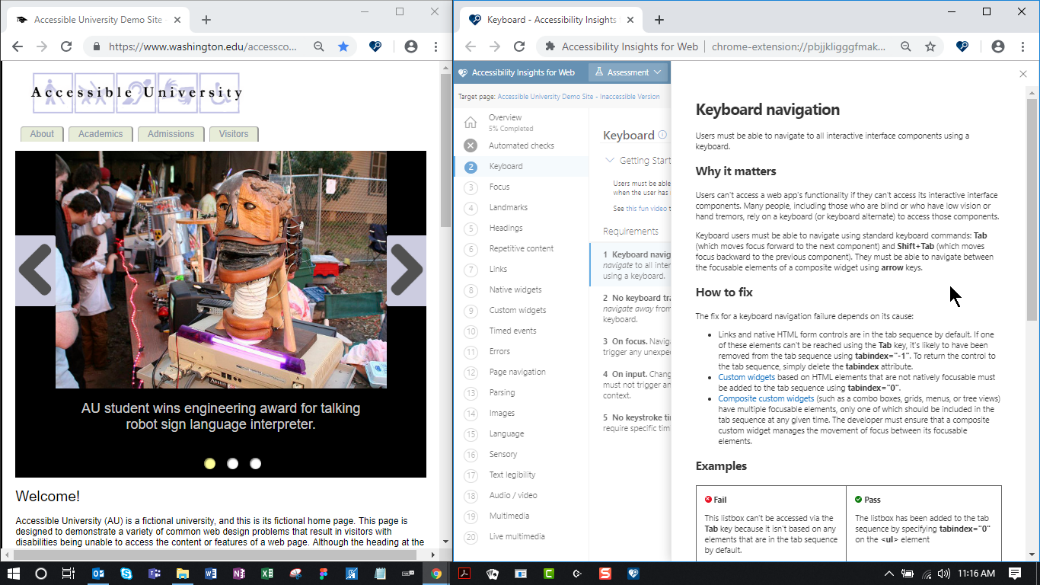 Accessible University Demo Site
https://www.washington.edu/accessco...
Accessible University
About
Academics
Admissions
Visitors
AU student wins engineering award for talking
robot sign language interpreter.
Welcome!
Accessible University (AU) is a fictional university, and this is its fictional home page. This page is
designed to demonstrate a variety of common web design problems that result in visitors with
disabilities being unable to access the content or features of a web page. Although the heading at the
Keyboard - Accessibility Insights
Accessibility Insights for Web
chrome-extension://pbjjkligggfmak...
Accessibility Insights for Web
Assessment
Target page: Accessible University Demo Site - Inaccessible Version
Overview
5% Completed
Automated checks
2 Keyboard
3 Focus
4 Landmarks
5 Headings
6 Repetitive content
7 Links
8 Native widgets
9 Custom widgets
10 Timed events
11 Errors
12 Page navigation
13 Parsing
14 Images
15 Language
16 Sensory
17 Text legibility
18 Audio / video
19 Multimedia
20 Live multimedia
Keyboard
Getting Start
Users must be able
when the user has
See this fun video t
Requirements
1 Keyboard navig
navigate to all inter
using a keyboard.
2 No keyboard tra
navigate away from
keyboard.
3 On focus. Naviga
trigger any unexpe
4 On input. Chang
must not trigger an
context.
5 No keystroke tin
require specific tim
Keyboard navigation
Users must be able to navigate to all interactive interface components using a
keyboard.
Why it matters
Users can't access a web app's functionality if they can't access its interactive interface
components. Many people, including those who are blind or who have low vision or
hand tremors, rely on a keyboard (or keyboard alternate) to access those components.
Keyboard users must be able to navigate using standard keyboard commands: Tab
(which moves focus forward to the next component) and Shift+Tab (which moves
focus backward to the previous component). They must be able to navigate between
the focusable elements of a composite widget using arrow keys.
How to fix
The fix for a keyboard navigation failure depends on its cause:
• Links and native HTML form controls are in the tab sequence by default. If one
of these elements can't be reached using the Tab key, it's likely to have been
removed from the tab sequence using tabindex="-1". To return the control to
the tab sequence, simply delete the tabindex attribute.
• Custom widgets based on HTML elements that are not natively focusable must
be added to the tab sequence using tabindex="0".
• Composite custom widgets (such as a combo boxes, grids, menus, or tree views)
have multiple focusable elements, only one of which should be included in the
tab sequence at any given time. The developer must ensure that a composite
custom widget manages the movement of focus between its focusable
elements.
Examples
Fail
This listbox can't be accessed via the
Tab key because it isn't based on any
elements that are in the tab sequence
by default.
Pass
The listbox has been added to the tab
sequence by specifying tabindex="0"
on the <ul> element
11:16 AM